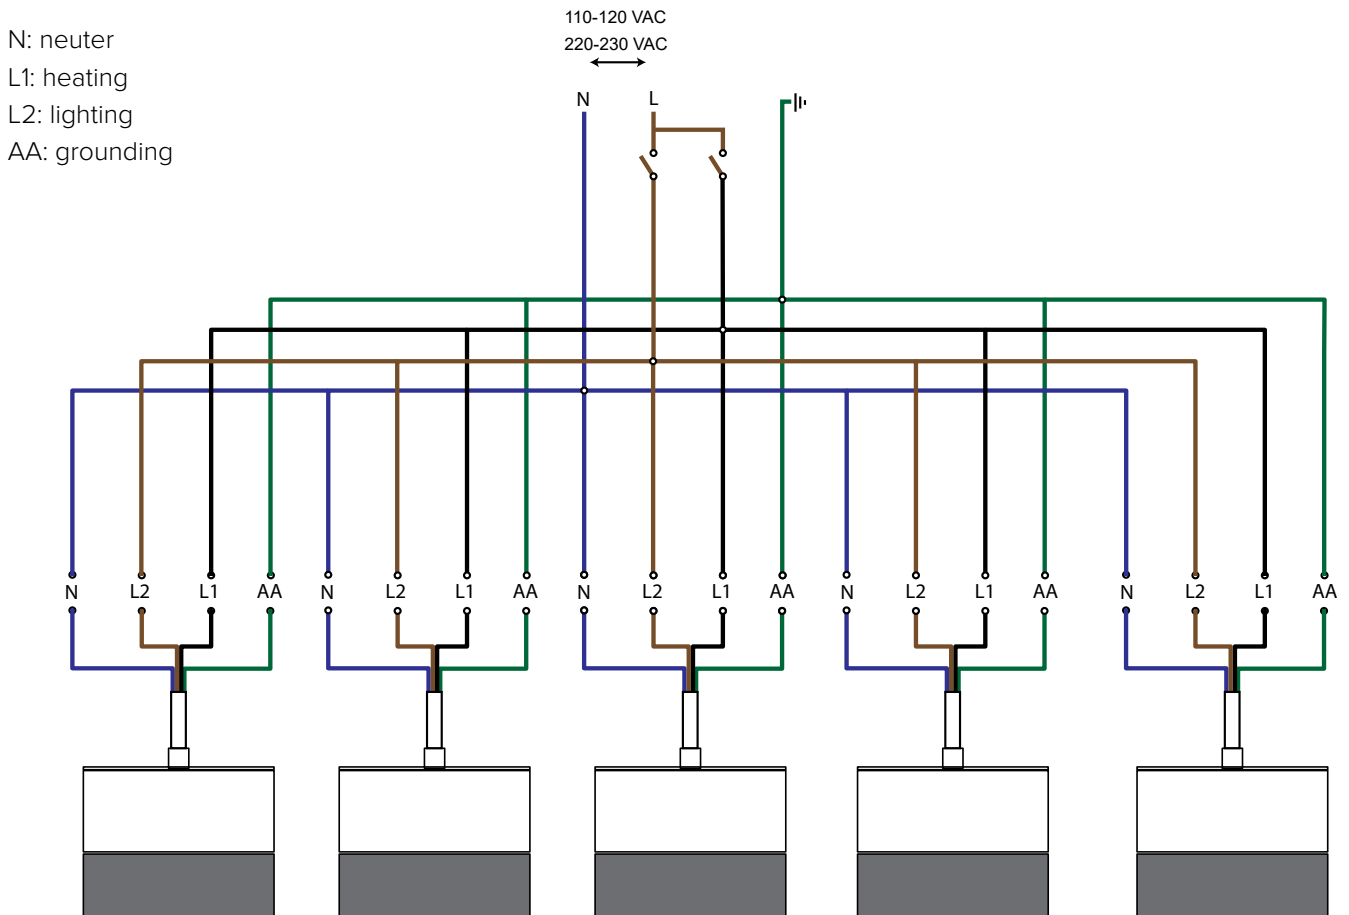 110-120 VAC
220-230 VAC
N: neuter
L1: heating
L2: lighting
AA: grounding
N L
N L2 L1 AA N L2 L1 AA N L2 L1 AA N L2 L1 AA N L2 L1 AA